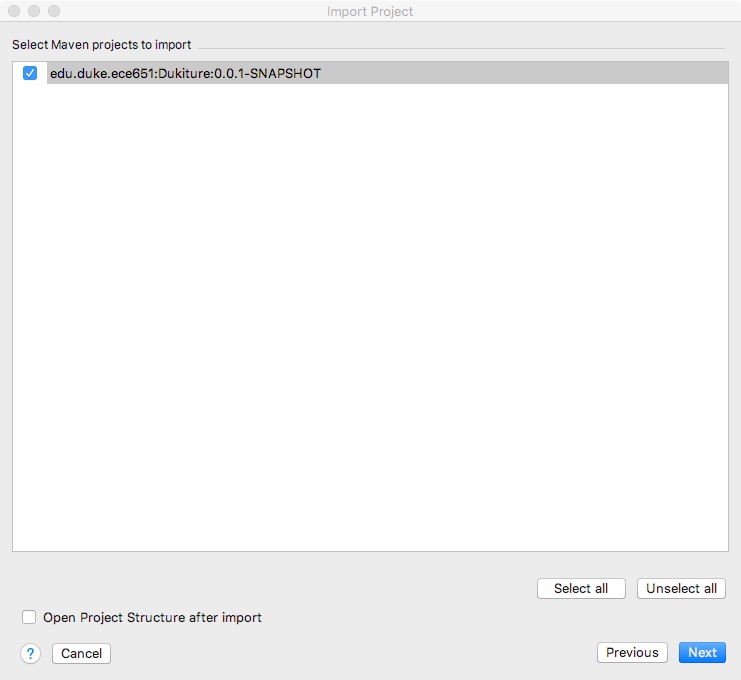 Import Project
Select Maven projects to import
edu.duke.ece651:Dukiture:0.0.1-SNAPSHOT
Select all
Unselect all
Open Project Structure after import
?
Cancel
Previous
Next